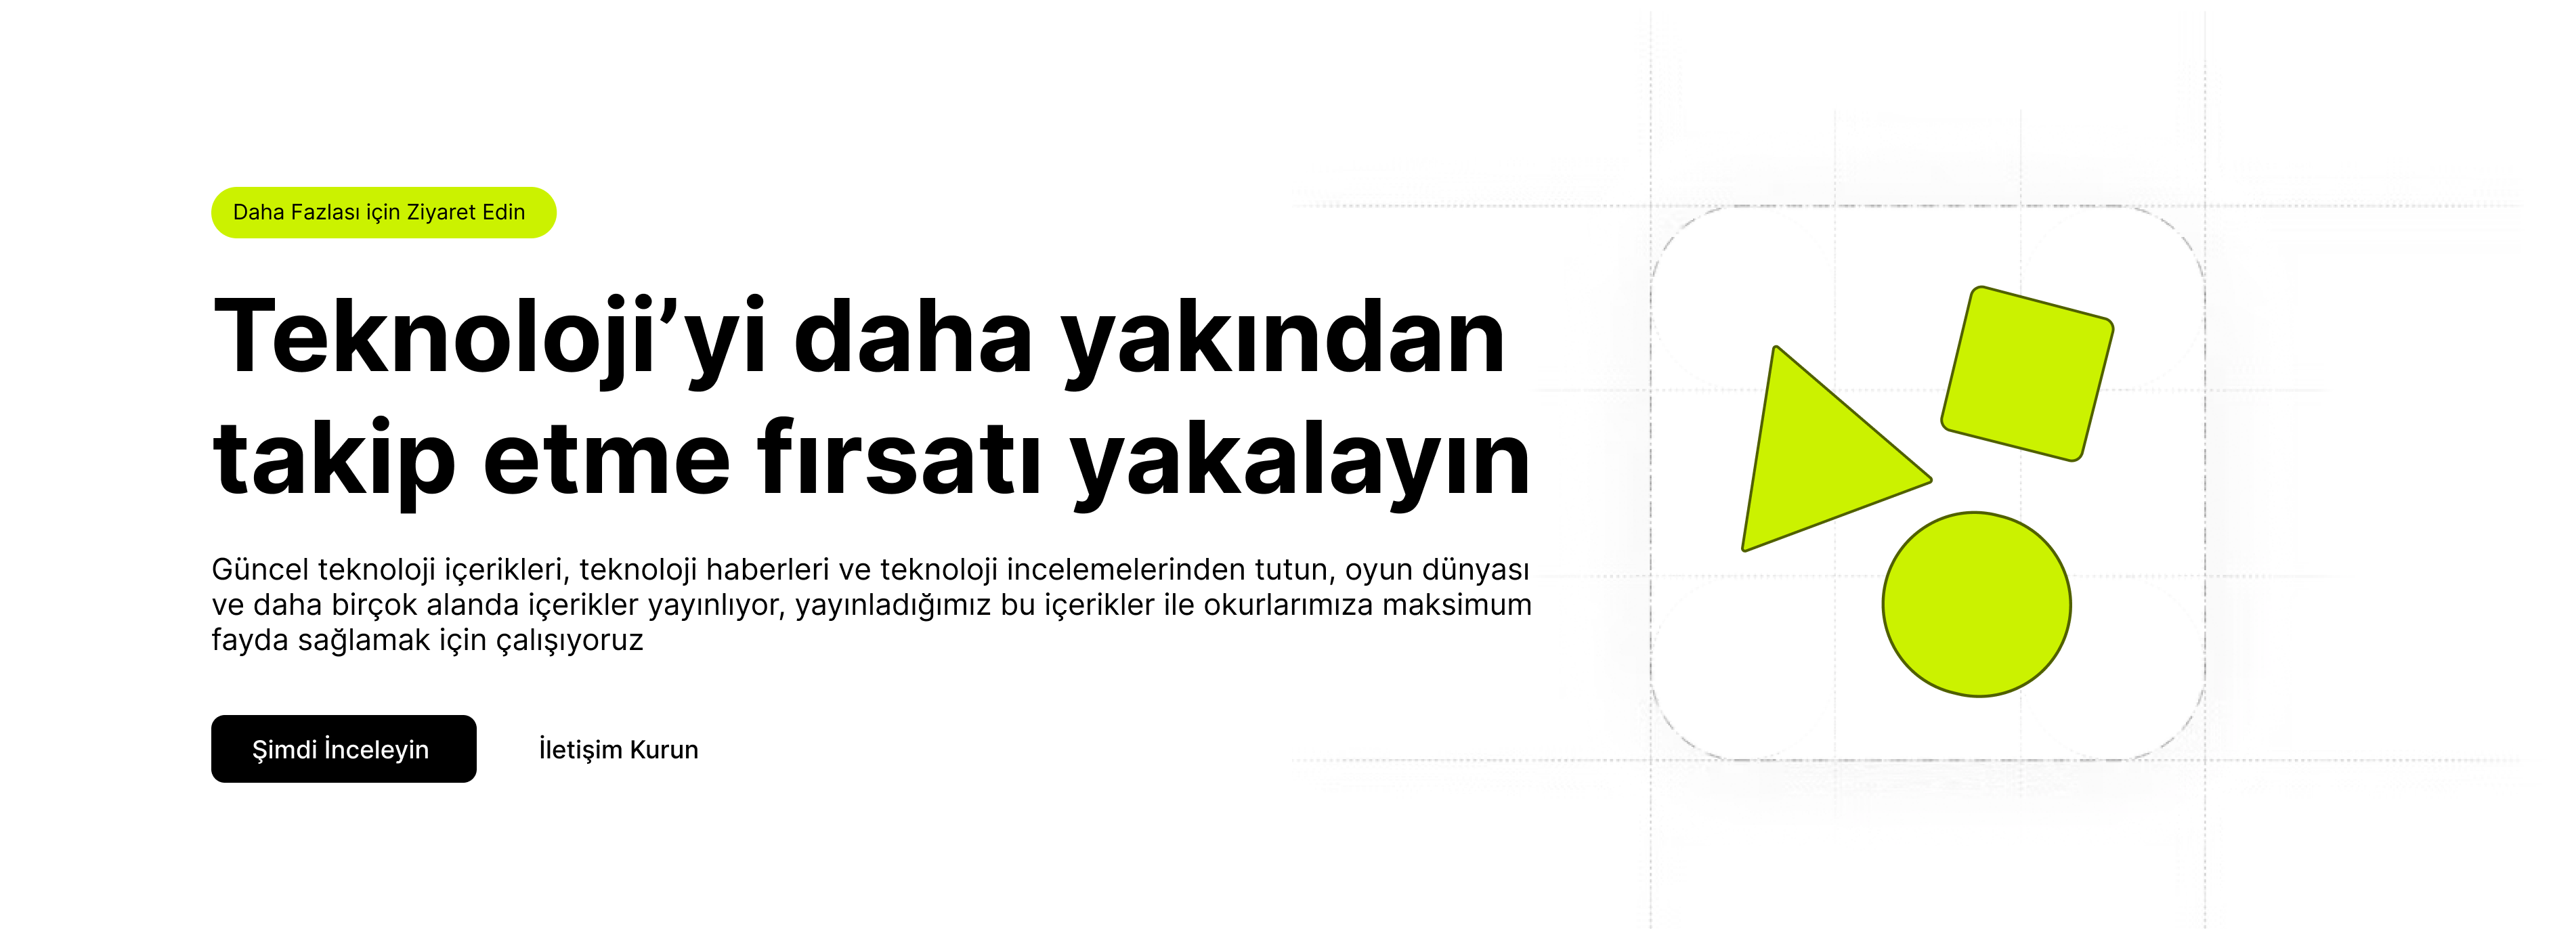 Daha Fazlası için Ziyaret Edin
Teknoloji’yi daha yakından
takip etme fırsatı yakalayın
Güncel teknoloji içerikleri, teknoloji haberleri ve teknoloji incelemelerinden tutun, oyun dünyası
ve daha birçok alanda içerikler yayınlıyor, yayınladığımız bu içerikler ile okurlarımıza maksimum
fayda sağlamak için çalışıyoruz
Şimdi İnceleyin
İletişim Kurun